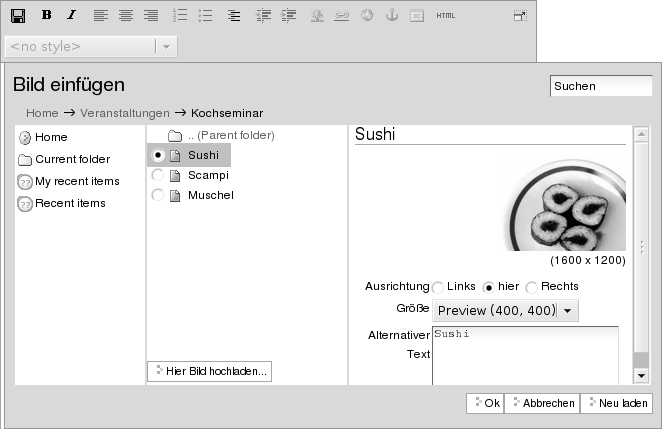 B I HTML
<no style>
Bild einfügen
Suchen
Home → Veranstaltungen → Kochseminar
Home
Current folder
My recent items
Recent items
.. (Parent folder)
Sushi
Scampi
Muschel
Hier Bild hochladen...
Sushi
(1600 x 1200)
Ausrichtung Links hier Rechts
Größe Preview (400, 400)
Alternativer
Text
Sushi
Ok Abbrechen Neu laden